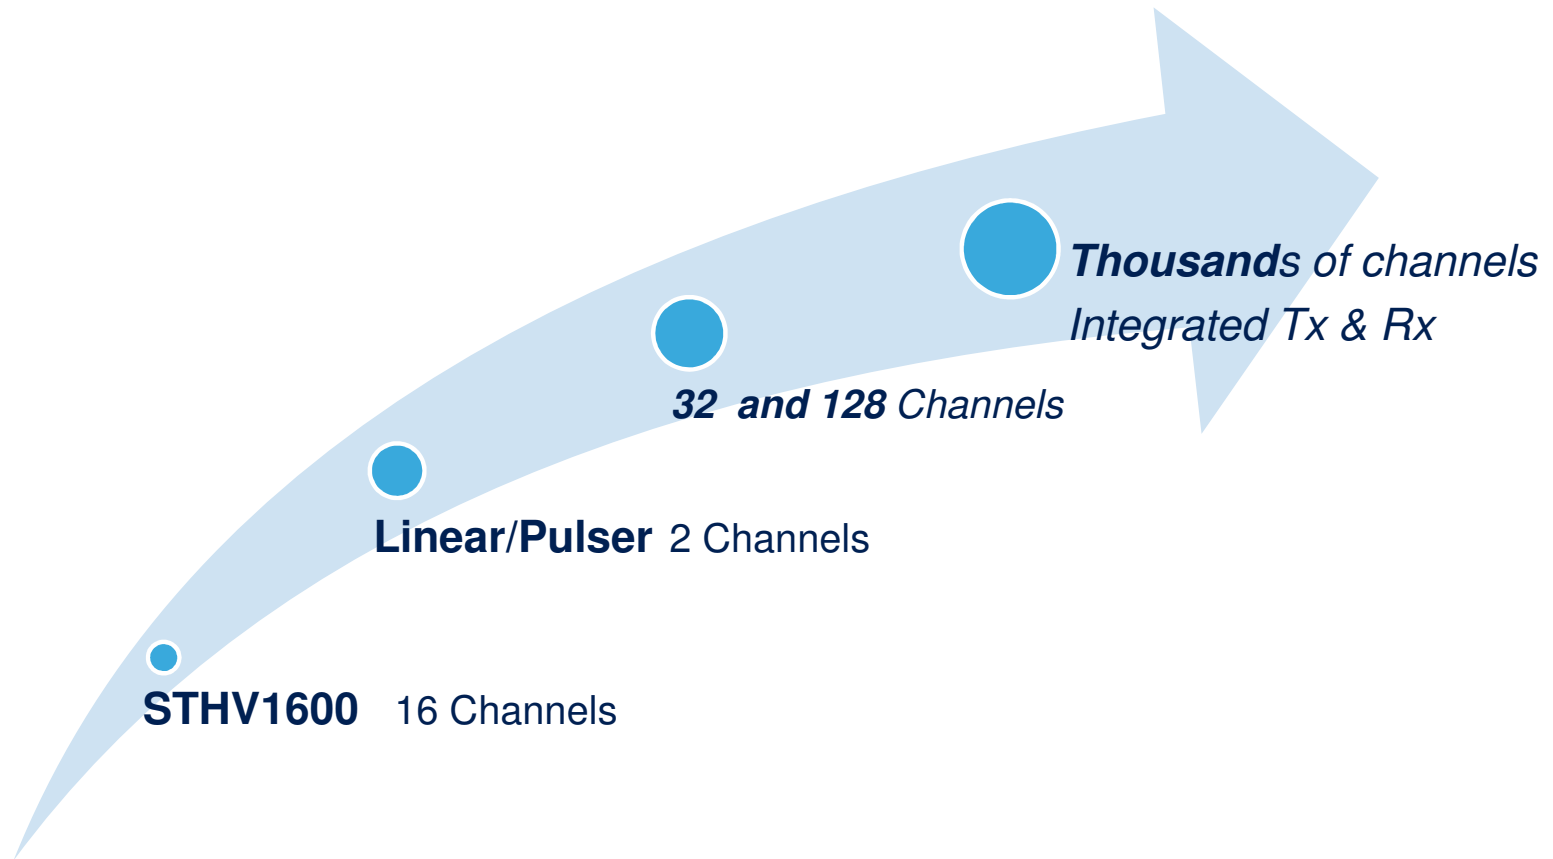 Thousands of channels
Integrated Tx & Rx
32 and 128 Channels
Linear/Pulser 2 Channels
STHV1600 16 Channels